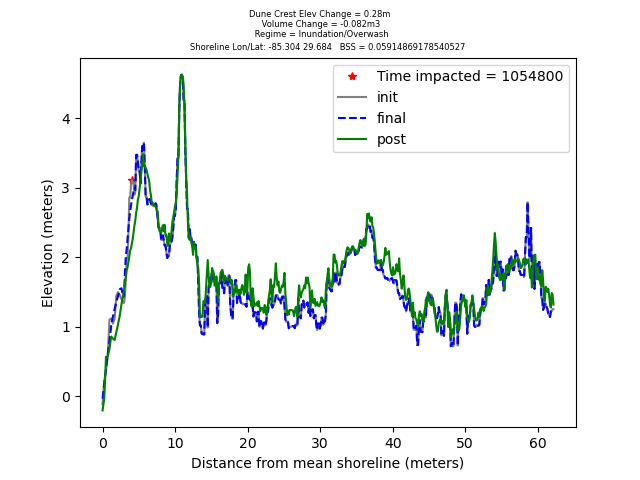 Dune Crest Elev Change = 0.28m
Volume Change = -0.082m3
Regime = Inundation/Overwash
Shoreline Lon/Lat: -85.304 29.684 BSS = 0.05914869178540527
Time impacted = 1054800
init
final
post
Elevation (meters)
4
3
2
1
0
0 10 20 30 40 50 60
Distance from mean shoreline (meters)